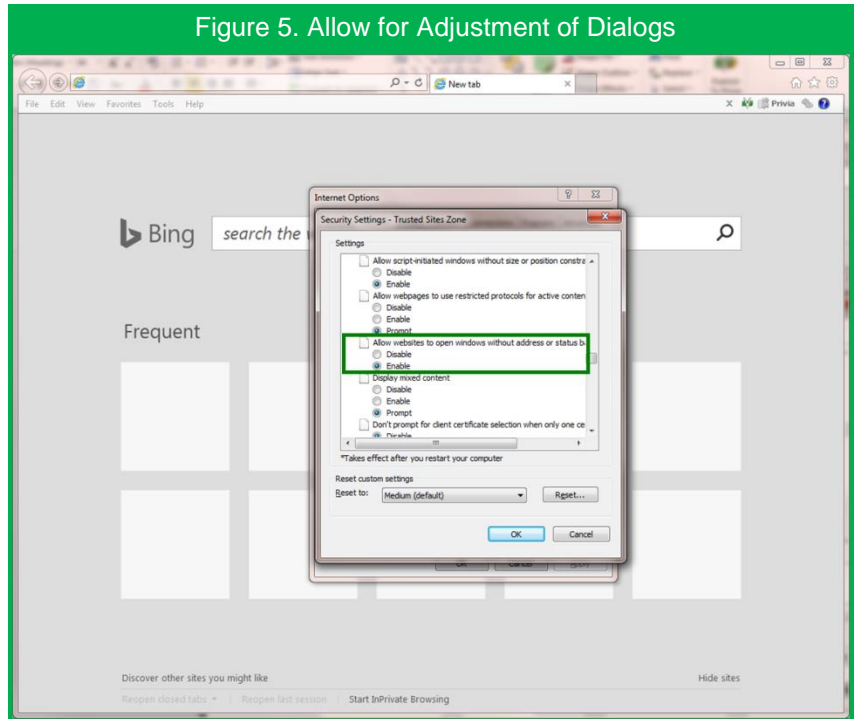 Figure 5. Allow for Adjustment of Dialogs
New tab
File Edit View Favorites Tools Help
X Privia
Internet Options
Security Settings - Trusted Sites Zone
Bing search the
Settings
Allow script-initiated windows without size or position constra
Disable
Enable
Allow webpages to use restricted protocols for active conten
Disable
Enable
Prompt
Frequent
Allow websites to open windows without address or status ba
Disable
Enable
Display mixed content
Disable
Enable
Prompt
Don't prompt for client certificate selection when only one ce
Disable
*Takes effect after you restart your computer
Reset custom settings
Reset to: Medium (default) Reset...
OK Cancel
OK Cancel Apply
Discover other sites you might like Hide sites
Reopen closed tabs Reopen last session Start InPrivate Browsing